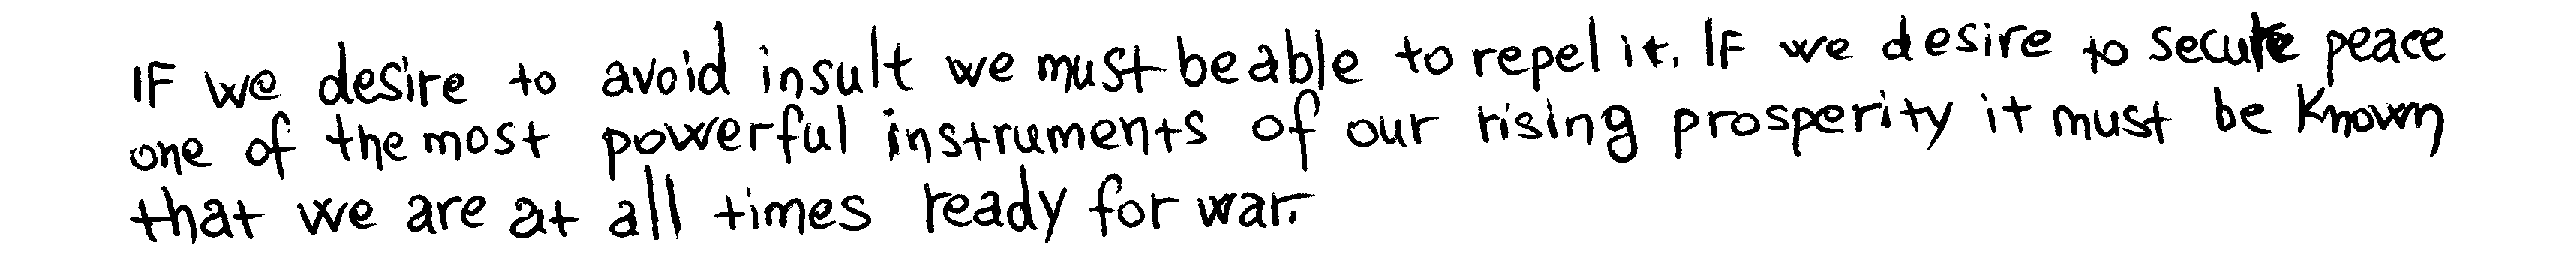 IF we desire to avoid insult we must be able to repel it. IF we desire to secure peace
one of the most powerful instruments of our rising prosperity it must be known
that we are at all times ready for war.